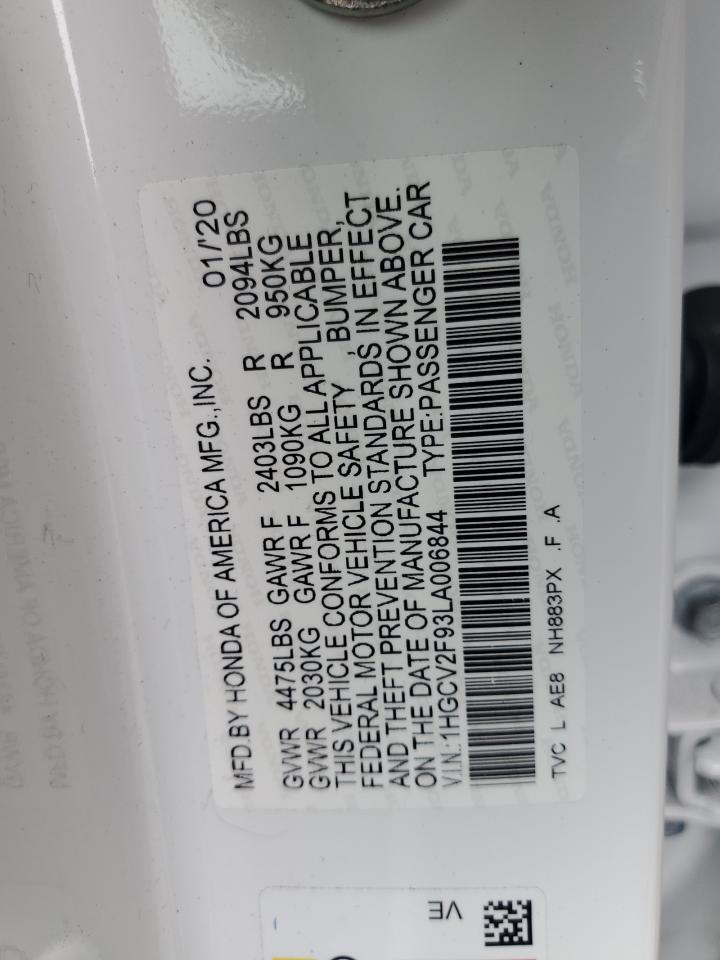 MFD.BY HONDA OF AMERICA MFG.,INC. 01/'20
GVWR 4475LBS GAWR F 2403LBS R 2094LBS
GVWR 2030KG GAWR F 1090KG R 950KG
THIS VEHICLE CONFORMS TO ALL APPLICABLE
FEDERAL MOTOR VEHICLE SAFETY , BUMPER,
AND THEFT PREVENTION STANDARDS, IN EFFECT
ON THE DATE OF MANUFACTURE SHOWN ABOVE.
V.I.N.:1HGCV2F93LA006844 TYPE:PASSENGER CAR
TVC L AE8 NH883PX .F .A
VE